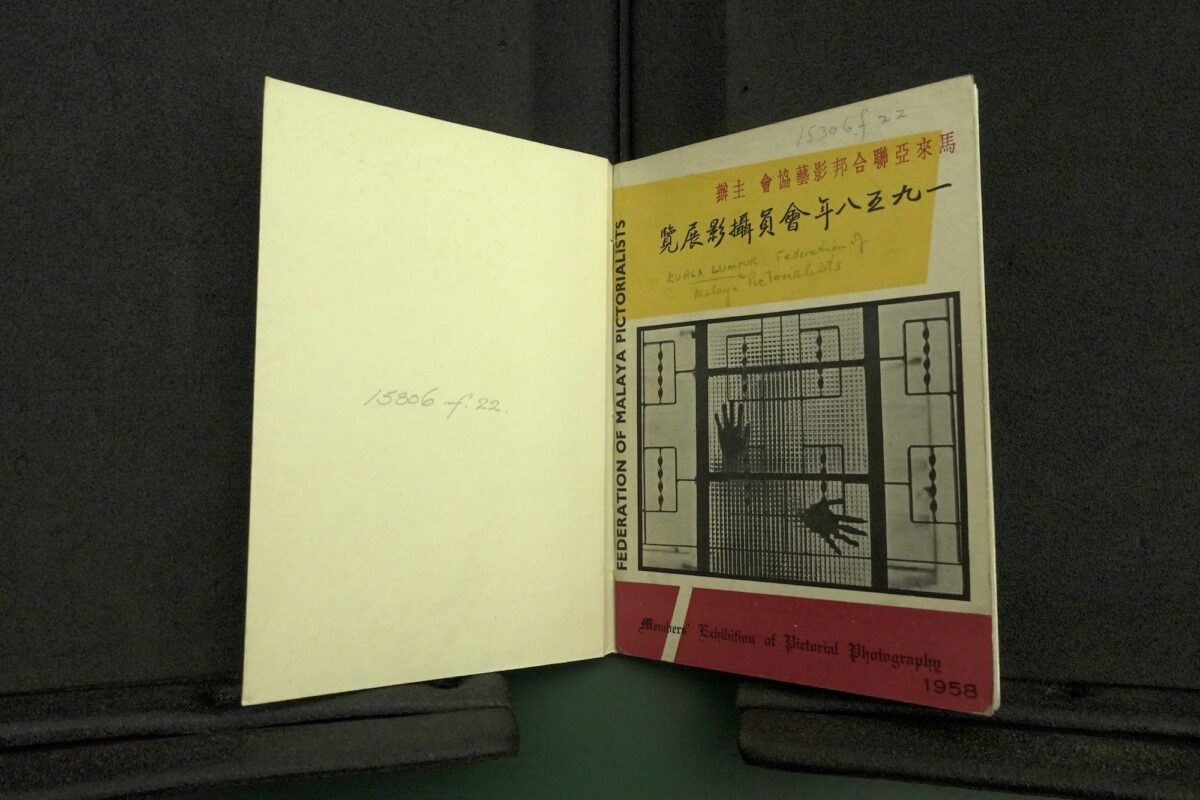 15306.f.22.
15306.f.22
馬來亞聯合邦影藝協會 主辦
一九五八年會員攝影展覽
KUALA LUMPUR. Federation of
Malaya Pictorialists
FEDERATION OF MALAYA PICTORIALISTS
Members' Exhibition of Pictorial Photography
1958